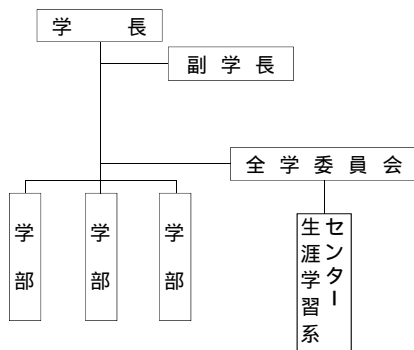 学長
副学長
全学委員会
学部
学部
学部
センター
生涯学習系